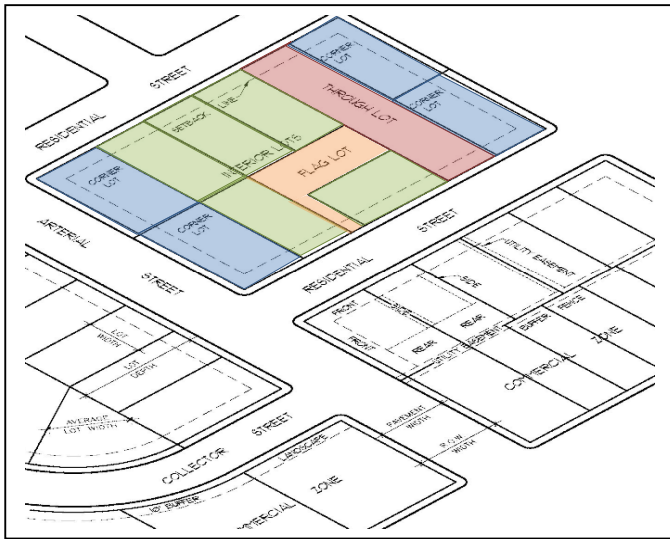 STREET
RESIDENTIAL
CORNER
LOT
CORNER
LOT
THROUGH LOT
SETBACK
LINE
INTERIOR LOTS
FLAG LOT
CORNER
LOT
CORNER
LOT
ARTERIAL
STREET
RESIDENTIAL
STREET
UTILITY EASEMENT
SIDE
FRONT
SIDE
FRONT
REAR
REAR
UTILITY EASEMENT
BUFFER
FENCE
COMMERCIAL
ZONE
LOT
WIDTH
LOT
DEPTH
AVERAGE
LOT WIDTH
COLLECTOR
STREET
PAVEMENT
WIDTH
R.O.W.
WIDTH
LANDSCAPE
BUFFER
ZONE